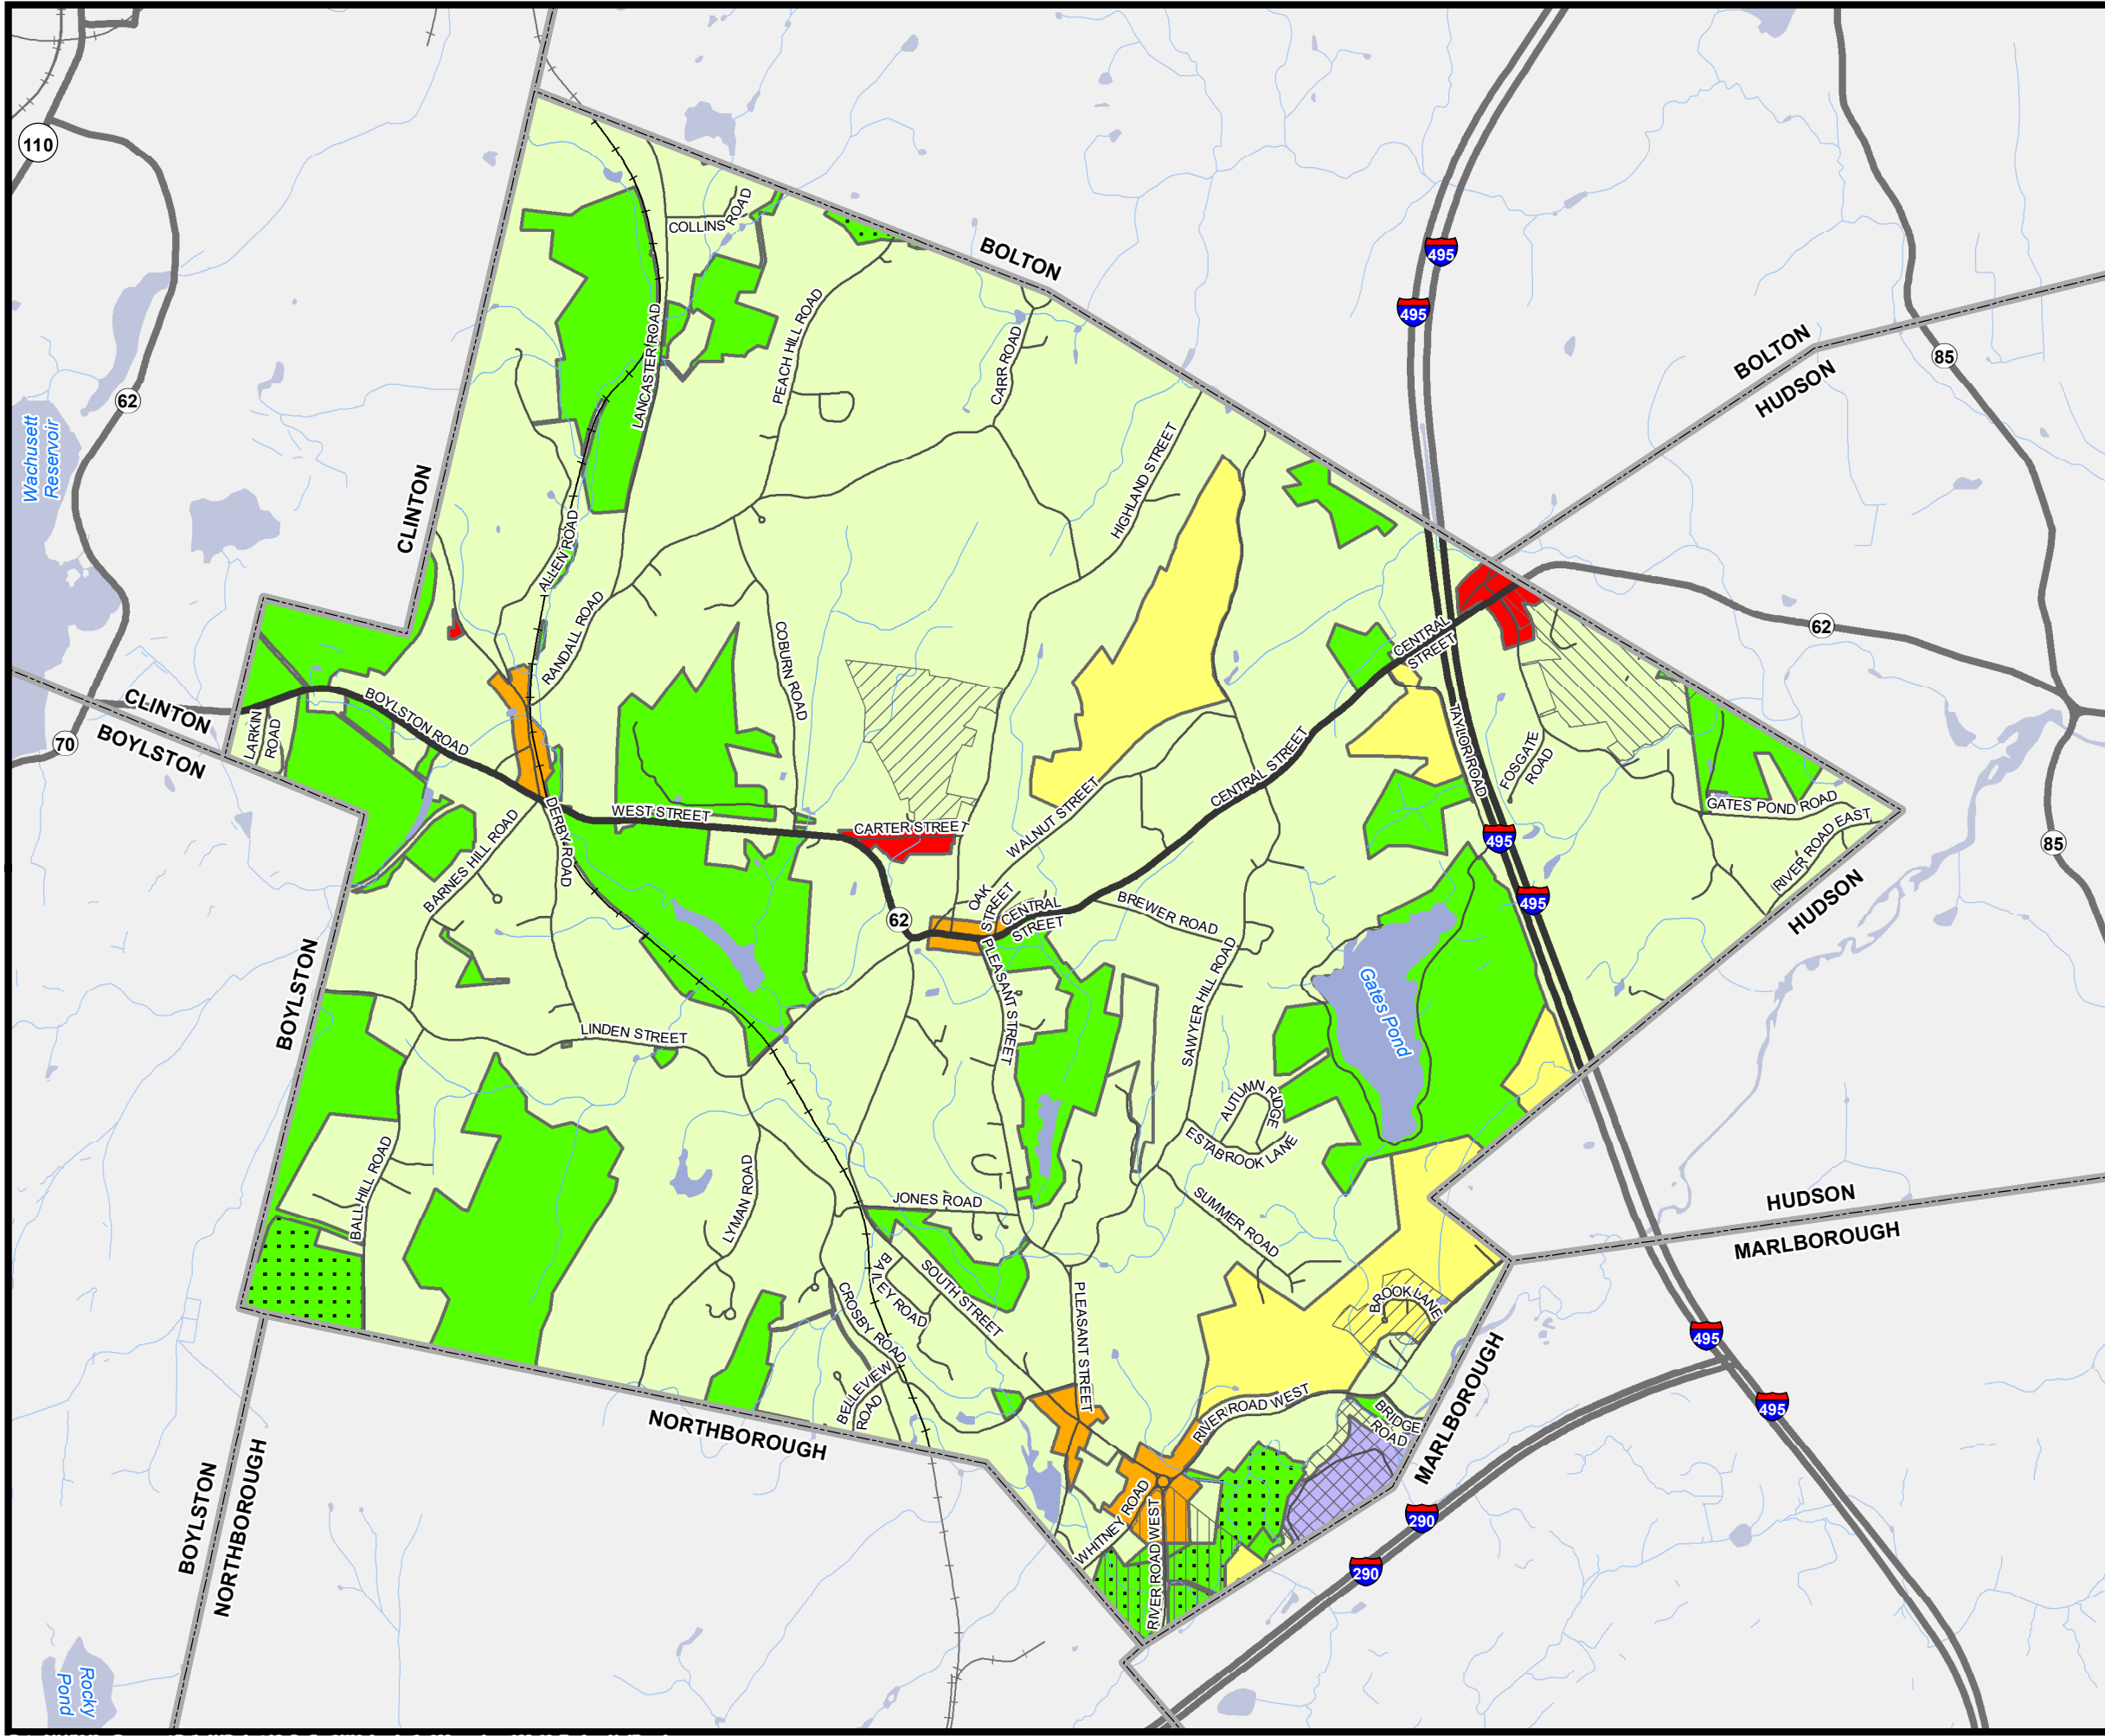 110
COLLINS ROAD
BOLTON
495
495
PEACH HILL ROAD
LANCASTER ROAD
CARR ROAD
BOLTON
HUDSON
85
62
Wachusett
Reservoir
CLINTON
HIGHLAND STREET
ALLEN ROAD
RANDALL ROAD
COBURN ROAD
CENTRAL
STREET
62
CLINTON
BOYLSTON
70
LARKIN
ROAD
BOYLSTON ROAD
TAYLOR ROAD
FOSGATE
ROAD
CENTRAL STREET
GATES POND ROAD
RIVER ROAD EAST
WEST STREET
CARTER STREET
WALNUT STREET
DERBY ROAD
BARNES HILL ROAD
495
85
495
HUDSON
62
OAK
STREET
CENTRAL
STREET
BREWER ROAD
PLEASANT STREET
SAWYER HILL ROAD
Gates Pond
BOYLSTON
LINDEN STREET
AUTUMN RIDGE
ESTABROOK LANE
BALL HILL ROAD
LYMAN ROAD
JONES ROAD
SUMMER ROAD
HUDSON
MARLBOROUGH
BAILEY ROAD
SOUTH STREET
CROSBY ROAD
PLEASANT STREET
BROOK LANE
495
MARLBOROUGH
BELLEVIEW
ROAD
RIVER ROAD WEST
BRIDGE
ROAD
495
NORTHBOROUGH
BOYLSTON
NORTHBOROUGH
WHITNEY ROAD
RIVER ROAD WEST
290
290
Rocky
Pond